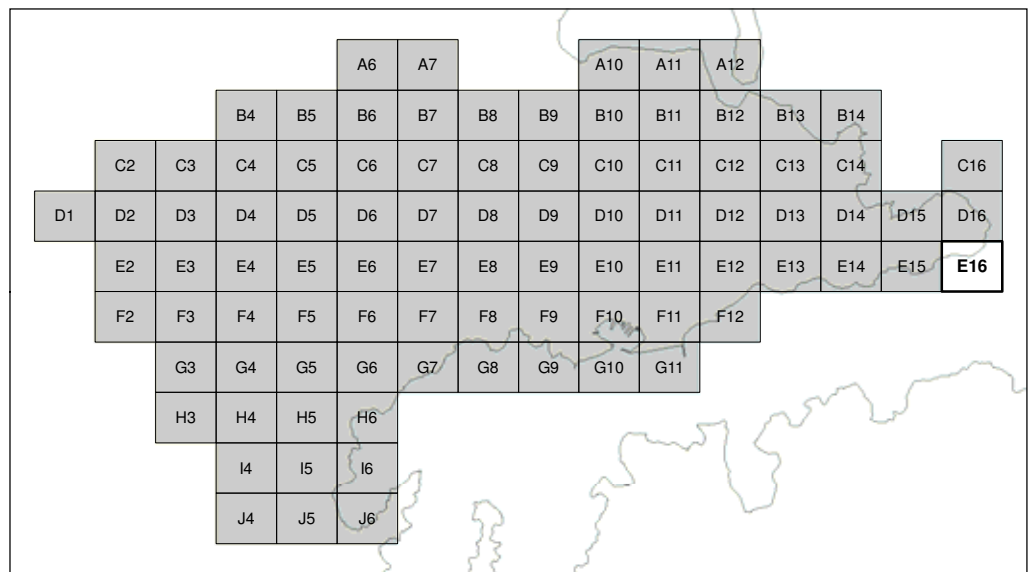 A6 A7 A10 A11 A12
B4 B5 B6 B7 B8 B9 B10 B11 B12 B13 B14
C2 C3 C4 C5 C6 C7 C8 C9 C10 C11 C12 C13 C14 C16
D1 D2 D3 D4 D5 D6 D7 D8 D9 D10 D11 D12 D13 D14 D15 D16
E2 E3 E4 E5 E6 E7 E8 E9 E10 E11 E12 E13 E14 E15 E16
F2 F3 F4 F5 F6 F7 F8 F9 F10 F11 F12
G3 G4 G5 G6 G7 G8 G9 G10 G11
H3 H4 H5 H6
I4 I5 I6
J4 J5 J6